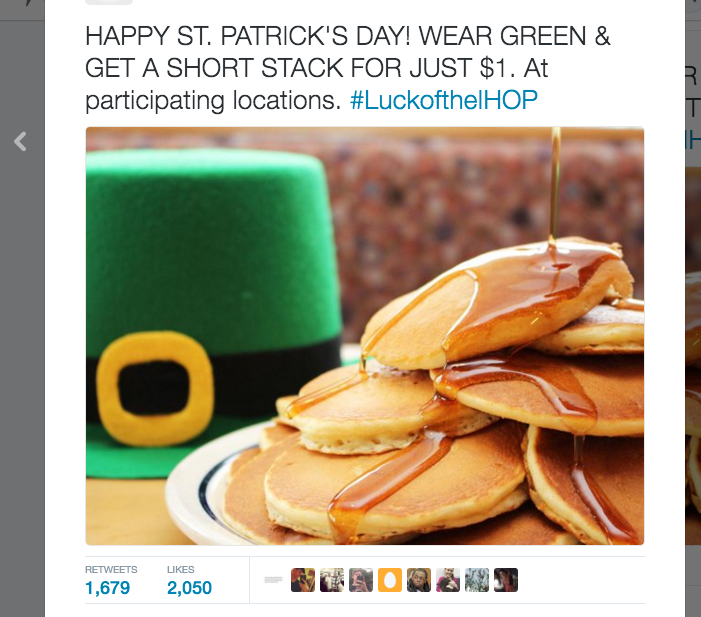 HAPPY ST. PATRICK'S DAY! WEAR GREEN &
GET A SHORT STACK FOR JUST $1. At
participating locations. #LuckoftheIHOP
RETWEETS LIKES
1,679 2,050